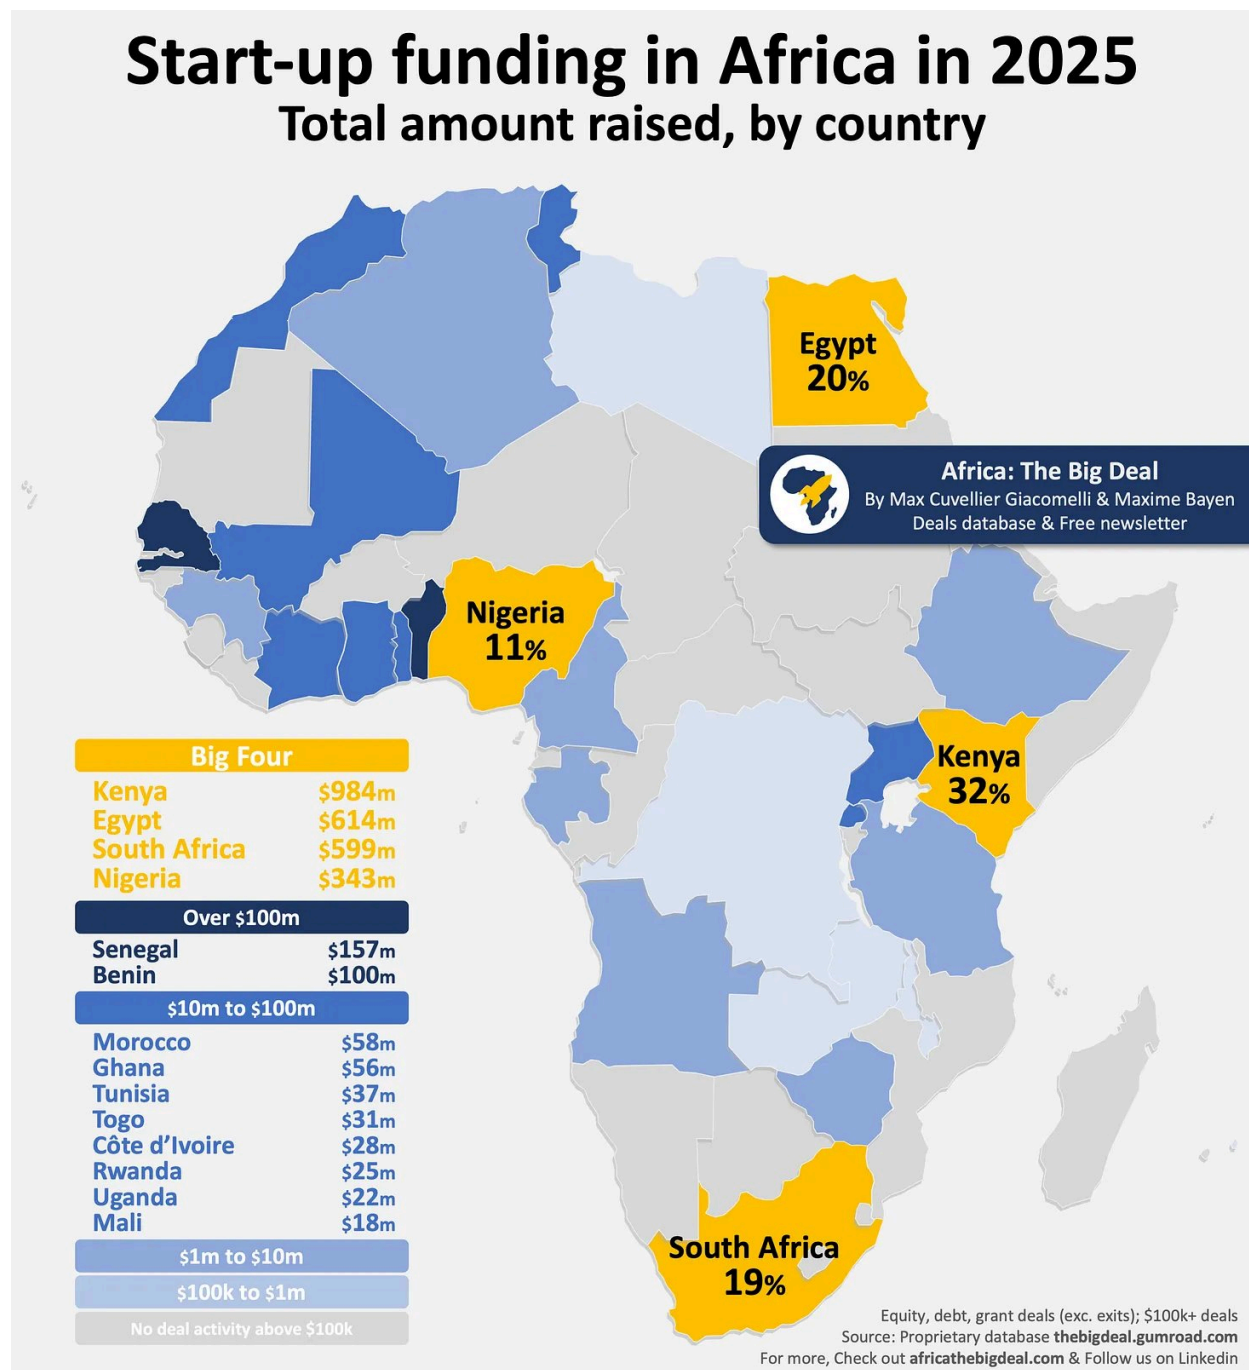 Start-up funding in Africa in 2025
Total amount raised, by country
Egypt
20%
Africa: The Big Deal
By Max Cuvellier Giacomelli & Maxime Bayen
Deals database & Free newsletter
Nigeria
11%
Kenya
32%
Big Four
Kenya $984m
Egypt $614m
South Africa $599m
Nigeria $343m
Over $100m
Senegal $157m
Benin $100m
$10m to $100m
Morocco $58m
Ghana $56m
Tunisia $37m
Togo $31m
Côte d’Ivoire $28m
Rwanda $25m
Uganda $22m
Mali $18m
$1m to $10m
$100k to $1m
No deal activity above $100k
South Africa
19%
Equity, debt, grant deals (exc. exits); $100k+ deals
Source: Proprietary database thebigdeal.gumroad.com
For more, Check out africathebigdeal.com & Follow us on Linkedin